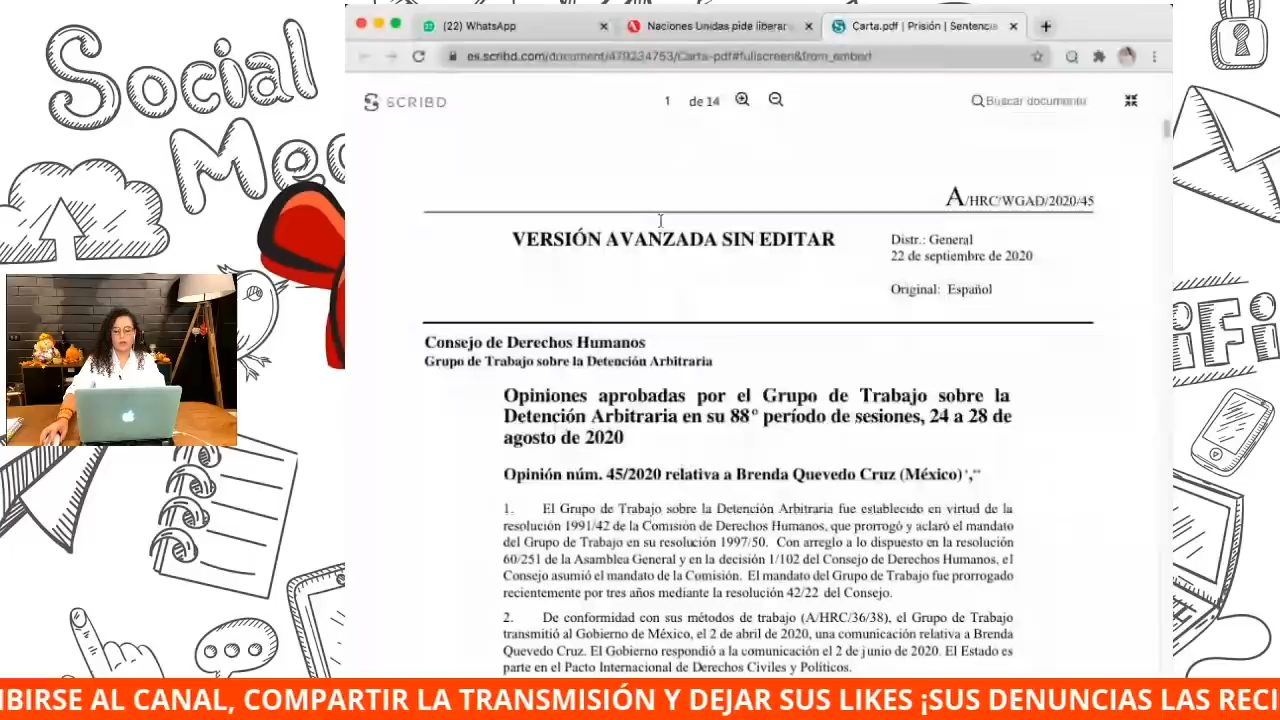 Social
Med
iFi
(22) WhatsApp
Naciones Unidas pide liberar
Carta.pdf | Prisión | Sentencia
es.scribd.com/document/479234753/Carta-pdf#fullscreen&from_embed
SCRIBD
1 de 14
Buscar documento
A/HRC/WGAD/2020/45
VERSIÓN AVANZADA SIN EDITAR
Distr.: General
22 de septiembre de 2020
Original: Español
Consejo de Derechos Humanos
Grupo de Trabajo sobre la Detención Arbitraria
Opiniones aprobadas por el Grupo de Trabajo sobre la
Detención Arbitraria en su 88º período de sesiones, 24 a 28 de
agosto de 2020
Opinión núm. 45/2020 relativa a Brenda Quevedo Cruz (México)*,**
1. El Grupo de Trabajo sobre la Detención Arbitraria fue establecido en virtud de la
resolución 1991/42 de la Comisión de Derechos Humanos, que prorrogó y aclaró el mandato
del Grupo de Trabajo en su resolución 1997/50. Con arreglo a lo dispuesto en la resolución
60/251 de la Asamblea General y en la decisión 1/102 del Consejo de Derechos Humanos, el
Consejo asumió el mandato de la Comisión. El mandato del Grupo de Trabajo fue prorrogado
recientemente por tres años mediante la resolución 42/22 del Consejo.
2. De conformidad con sus métodos de trabajo (A/HRC/36/38), el Grupo de Trabajo
transmitió al Gobierno de México, el 2 de abril de 2020, una comunicación relativa a Brenda
Quevedo Cruz. El Gobierno respondió a la comunicación el 2 de junio de 2020. El Estado es
parte en el Pacto Internacional de Derechos Civiles y Políticos.
IBIRSE AL CANAL, COMPARTIR LA TRANSMISIÓN Y DEJAR SUS LIKES ¡SUS DENUNCIAS LAS RECI